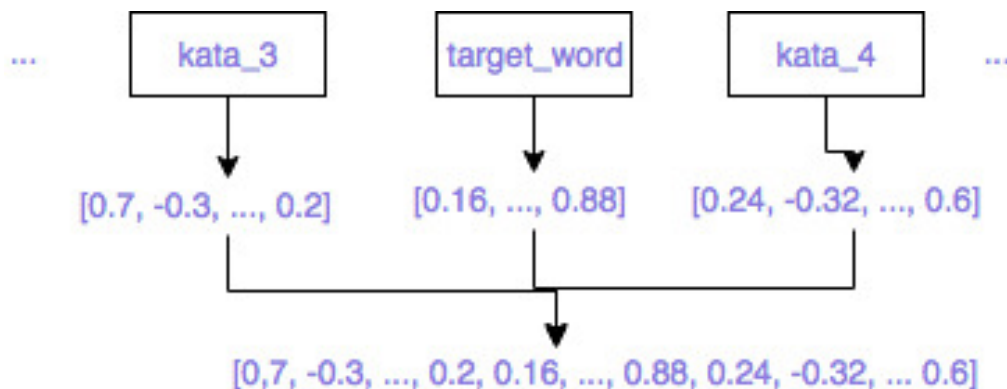 ... kata_3 target_word kata_4 ...
[0.7, -0.3, ..., 0.2] [0.16, ..., 0.88] [0.24, -0.32, ..., 0.6]
[0,7, -0.3, ..., 0.2, 0.16, ..., 0.88, 0.24, -0.32, ... 0.6]